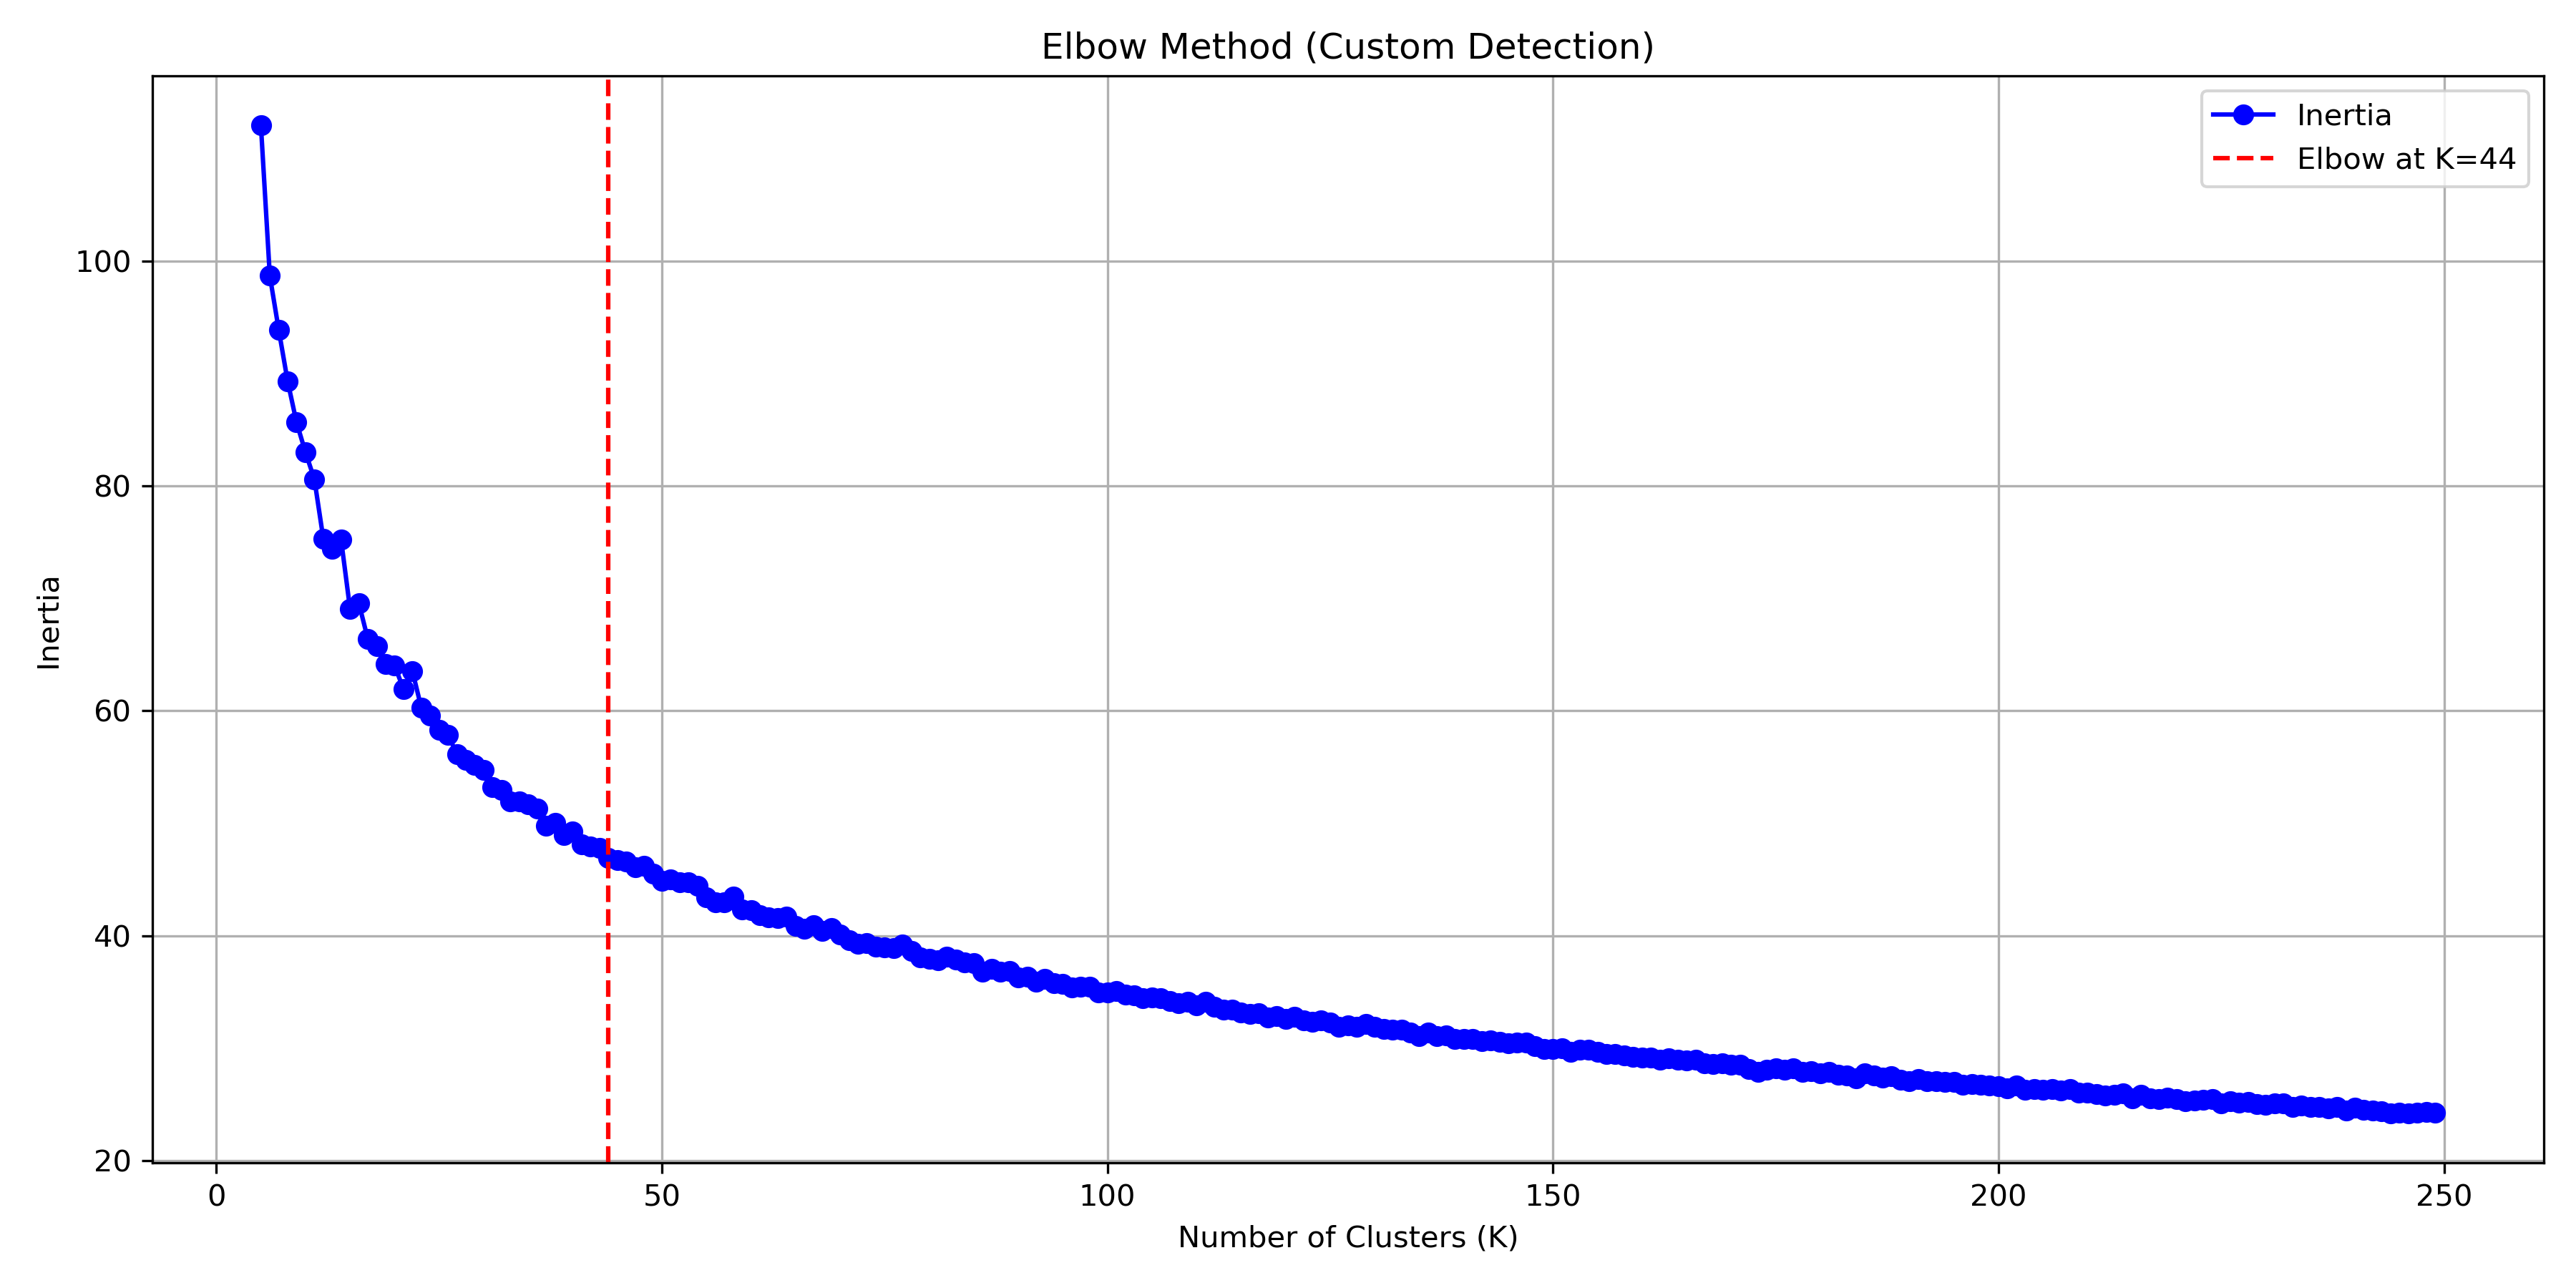 Elbow Method (Custom Detection)
Inertia
Elbow at K=44
100
80
60
40
20
Inertia
0
50
100
150
200
250
Number of Clusters (K)